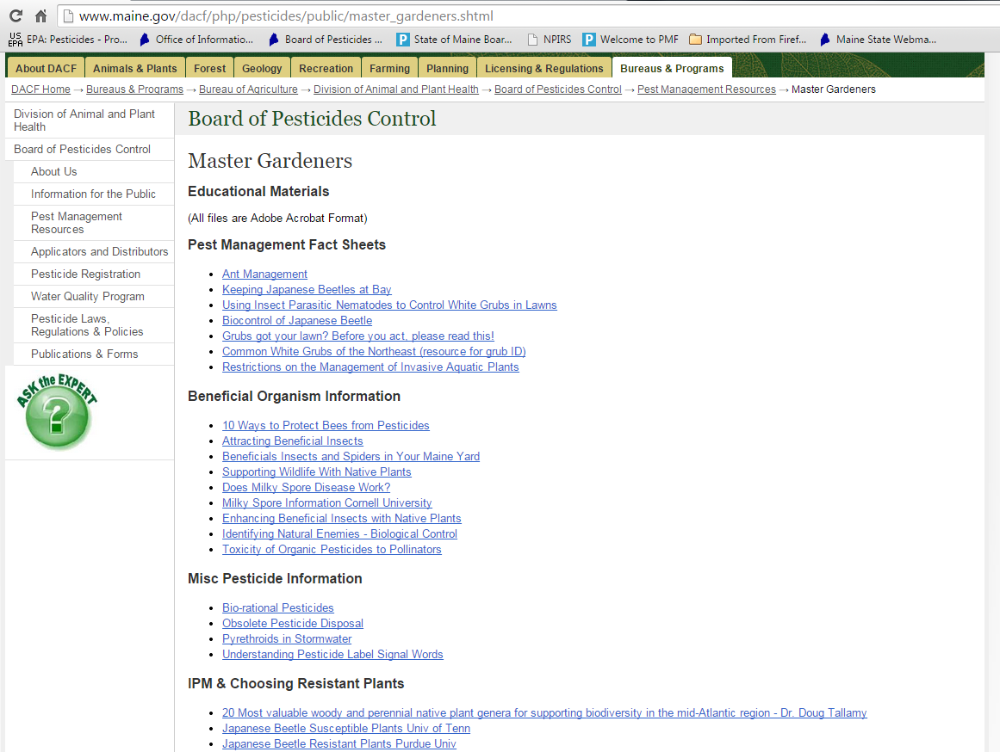 www.maine.gov/dacf/php/pesticides/public/master_gardeners.shtml
US EPA EPA: Pesticides - Pro... Office of Informatio... Board of Pesticides ... P State of Maine Boar... NPIRS P Welcome to PMF Imported From Firef... Maine State Webma...
About DACF Animals & Plants Forest Geology Recreation Farming Planning Licensing & Regulations Bureaus & Programs
DACF Home → Bureaus & Programs → Bureau of Agriculture → Division of Animal and Plant Health → Board of Pesticides Control → Pest Management Resources → Master Gardeners
Division of Animal and Plant
Health
Board of Pesticides Control
About Us
Information for the Public
Pest Management
Resources
Applicators and Distributors
Pesticide Registration
Water Quality Program
Pesticide Laws,
Regulations & Policies
Publications & Forms
ASK the EXPERT
?
Board of Pesticides Control
Master Gardeners
Educational Materials
(All files are Adobe Acrobat Format)
Pest Management Fact Sheets
• Ant Management
• Keeping Japanese Beetles at Bay
• Using Insect Parasitic Nematodes to Control White Grubs in Lawns
• Biocontrol of Japanese Beetle
• Grubs got your lawn? Before you act, please read this!
• Common White Grubs of the Northeast (resource for grub ID)
• Restrictions on the Management of Invasive Aquatic Plants
Beneficial Organism Information
• 10 Ways to Protect Bees from Pesticides
• Attracting Beneficial Insects
• Beneficials Insects and Spiders in Your Maine Yard
• Supporting Wildlife With Native Plants
• Does Milky Spore Disease Work?
• Milky Spore Information Cornell University
• Enhancing Beneficial Insects with Native Plants
• Identifying Natural Enemies - Biological Control
• Toxicity of Organic Pesticides to Pollinators
Misc Pesticide Information
• Bio-rational Pesticides
• Obsolete Pesticide Disposal
• Pyrethroids in Stormwater
• Understanding Pesticide Label Signal Words
IPM & Choosing Resistant Plants
• 20 Most valuable woody and perennial native plant genera for supporting biodiversity in the mid-Atlantic region - Dr. Doug Tallamy
• Japanese Beetle Susceptible Plants Univ of Tenn
• Japanese Beetle Resistant Plants Purdue Univ